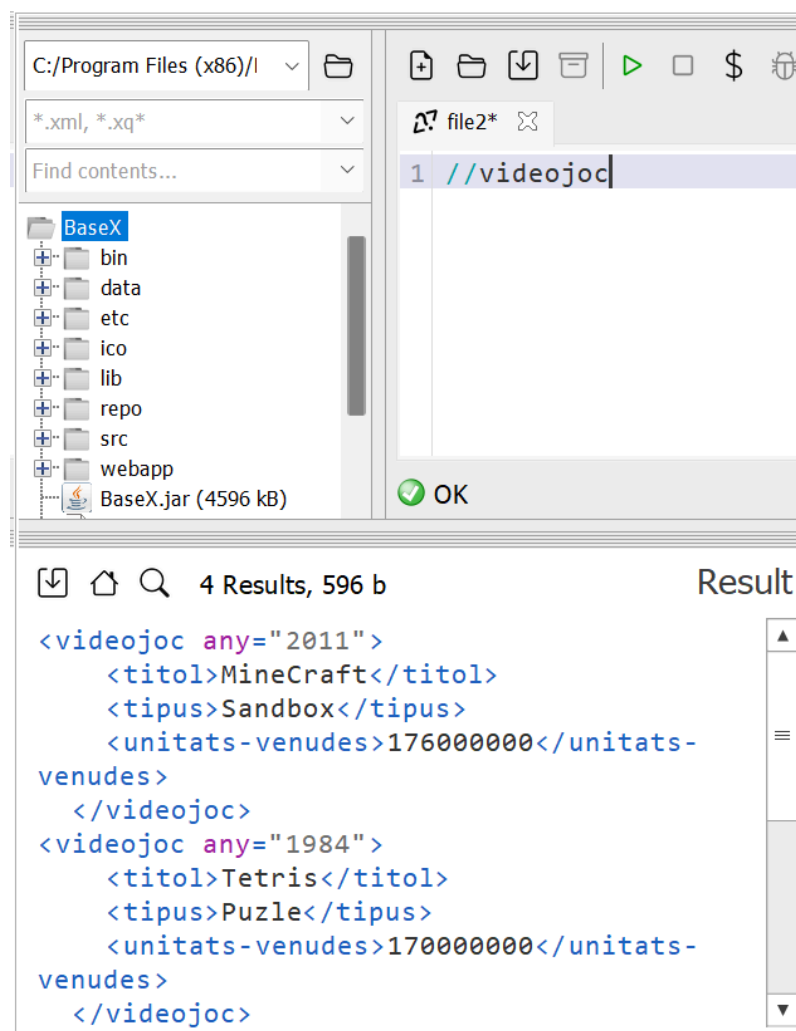 C:/Program Files (x86)/
*.xml, *.xq*
Find contents...
BaseX
bin
data
etc
ico
lib
repo
src
webapp
BaseX.jar (4596 kB)
$
file2*
1 //videojoc
OK
4 Results, 596 b
Result
<videojoc any="2011">
<titol>MineCraft</titol>
<tipus>Sandbox</tipus>
<unitats-venudes>176000000</unitats-
venudes>
</videojoc>
<videojoc any="1984">
<titol>Tetris</titol>
<tipus>Puzle</tipus>
<unitats-venudes>170000000</unitats-
venudes>
</videojoc>